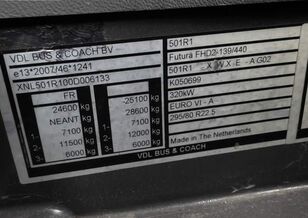 VDL BUS & COACH BV
e13*2007/46*1241
XNL501R100D006133
FR
24600 kg
NEANT kg
1- 7100 kg
2- 11500 kg
3- 6000 kg
-25100 kg
28600 kg
7100 kg
12000 kg
6000 kg
501R1
Futura FHD2-139/440
501R1 - X W X - E - A G02
K050699
320kW
EURO VI - A
295/80 R22.5
Made in The Netherlands
VDL BUS & COACH